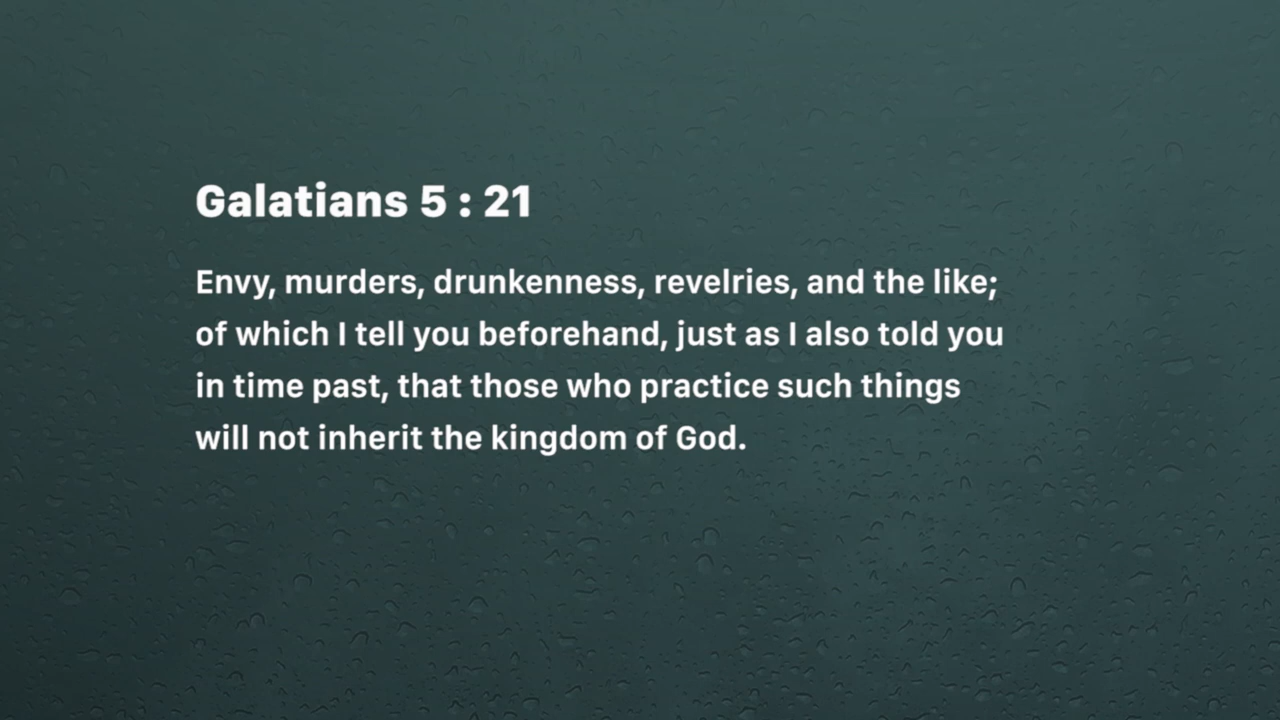 Galatians 5 : 21
Envy, murders, drunkenness, revelries, and the like;
of which I tell you beforehand, just as I also told you
in time past, that those who practice such things
will not inherit the kingdom of God.